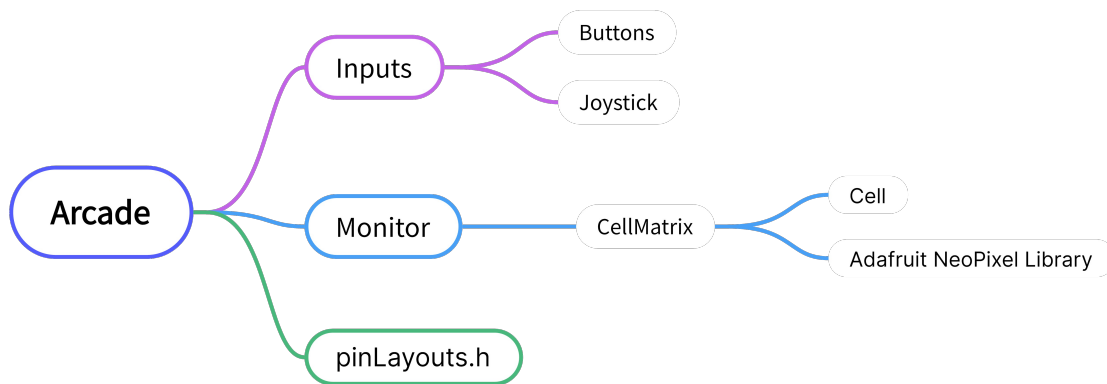 Arcade
Inputs
Buttons
Joystick
Monitor
CellMatrix
Cell
Adafruit NeoPixel Library
pinLayouts.h